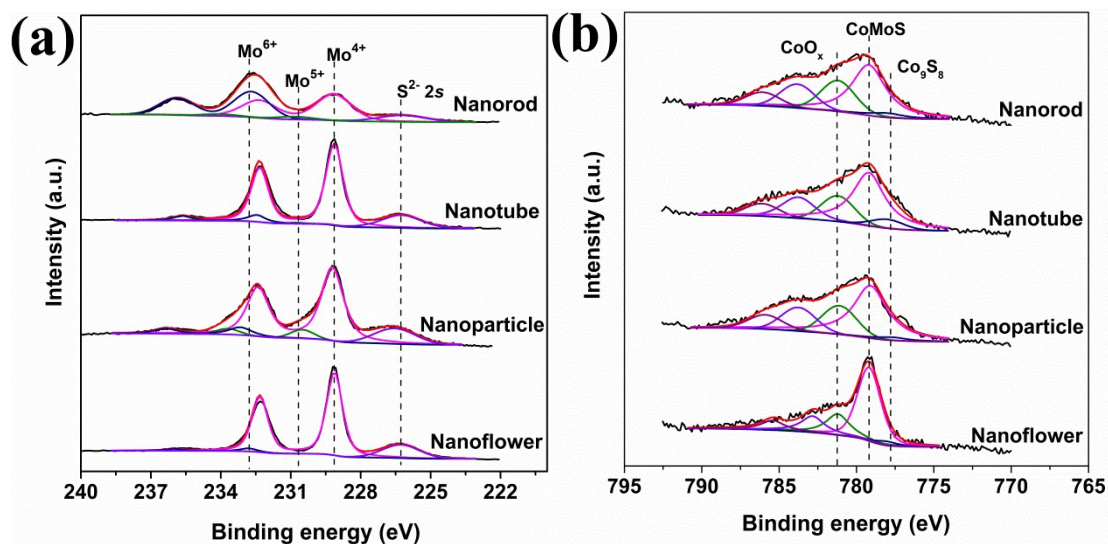 (a)
Mo6+
Mo5+
Mo4+
S2- 2s
Nanorod
Nanotube
Nanoparticle
Nanoflower
Intensity (a.u.)
240 237 234 231 228 225 222
Binding energy (eV)
(b)
CoOx
CoMoS
Co9S8
Nanorod
Nanotube
Nanoparticle
Nanoflower
Intensity (a.u.)
795 790 785 780 775 770 765
Binding energy (eV)